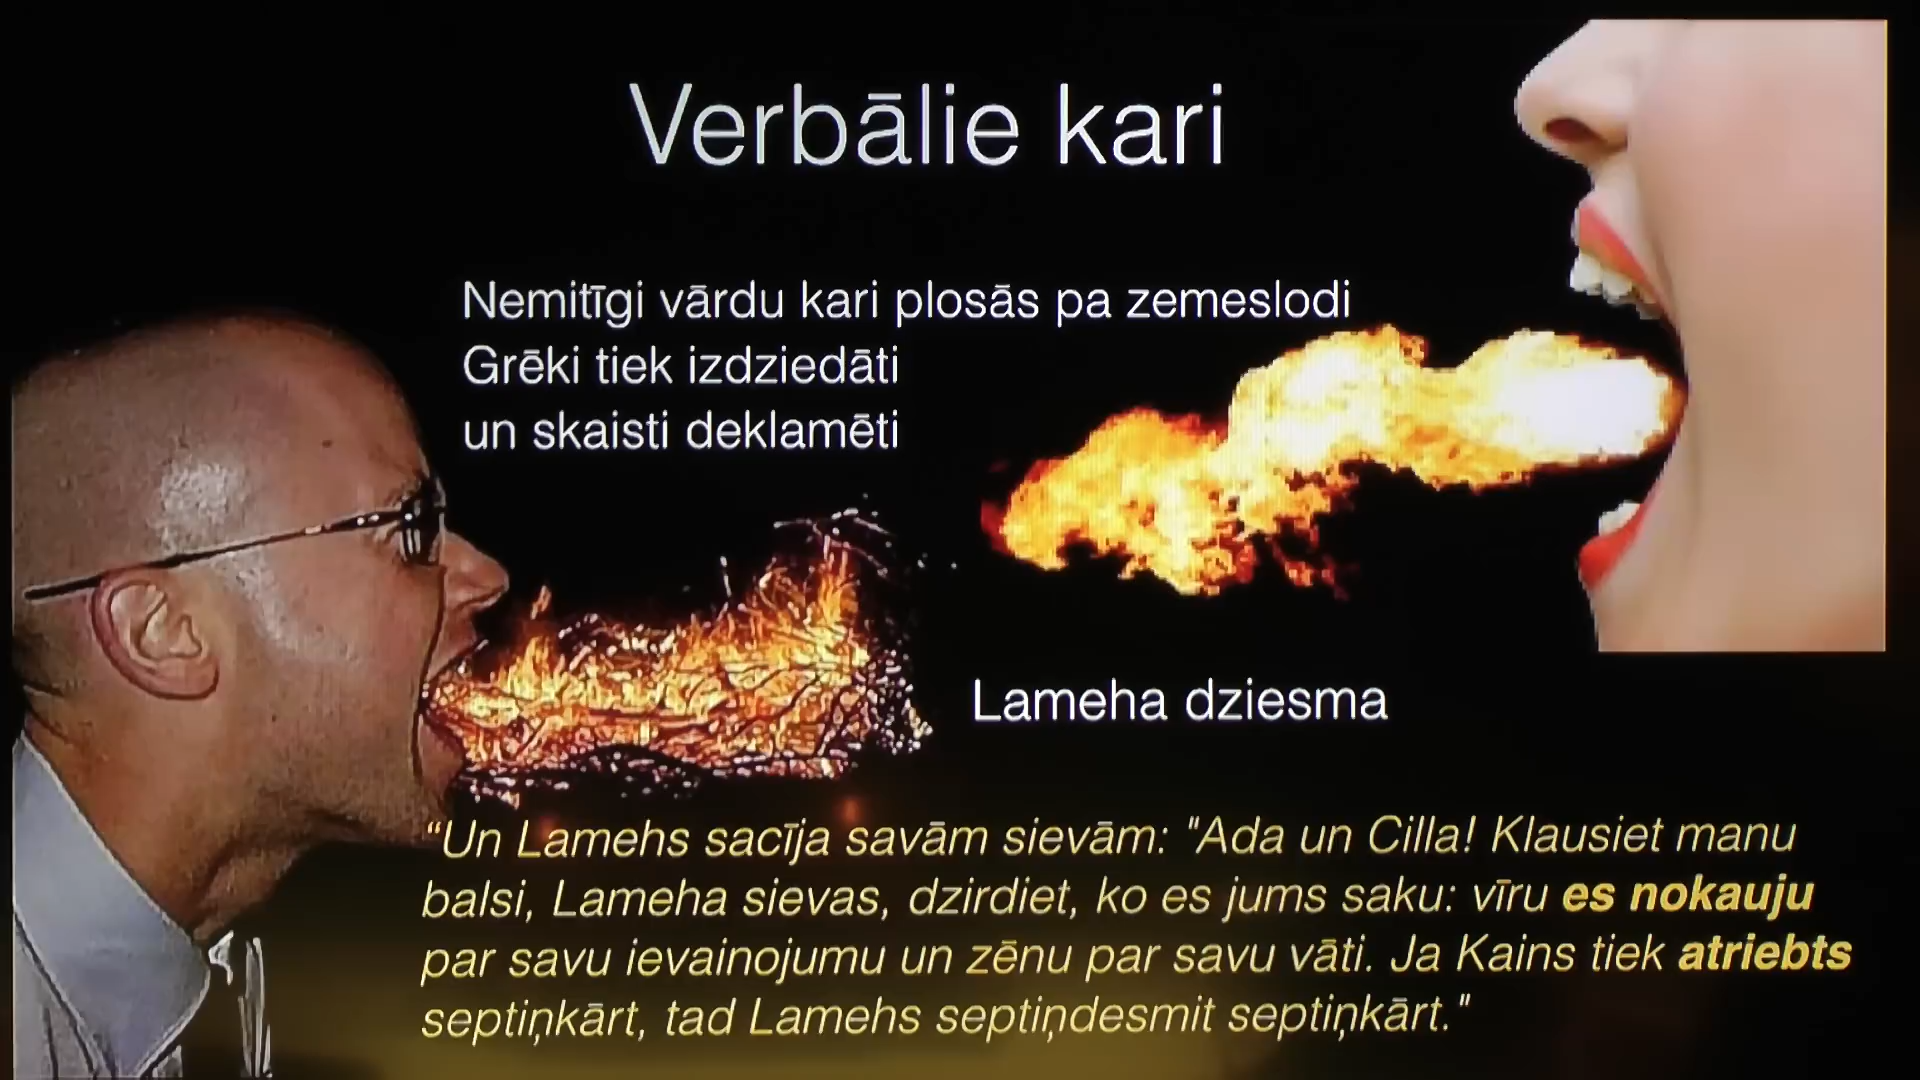 Verbālie kari
Nemitīgi vārdu kari plosās pa zemeslodi
Grēki tiek izdziedāti
un skaisti deklamēti
Lameha dziesma
“Un Lamehs sacīja savām sievām: "Ada un Cilla! Klausiet manu
balsi, Lameha sievas, dzirdiet, ko es jums saku: vīru es nokauju
par savu ievainojumu un zēnu par savu vāti. Ja Kains tiek atriebts
septiņkārt, tad Lamehs septiņdesmit septiņkārt."